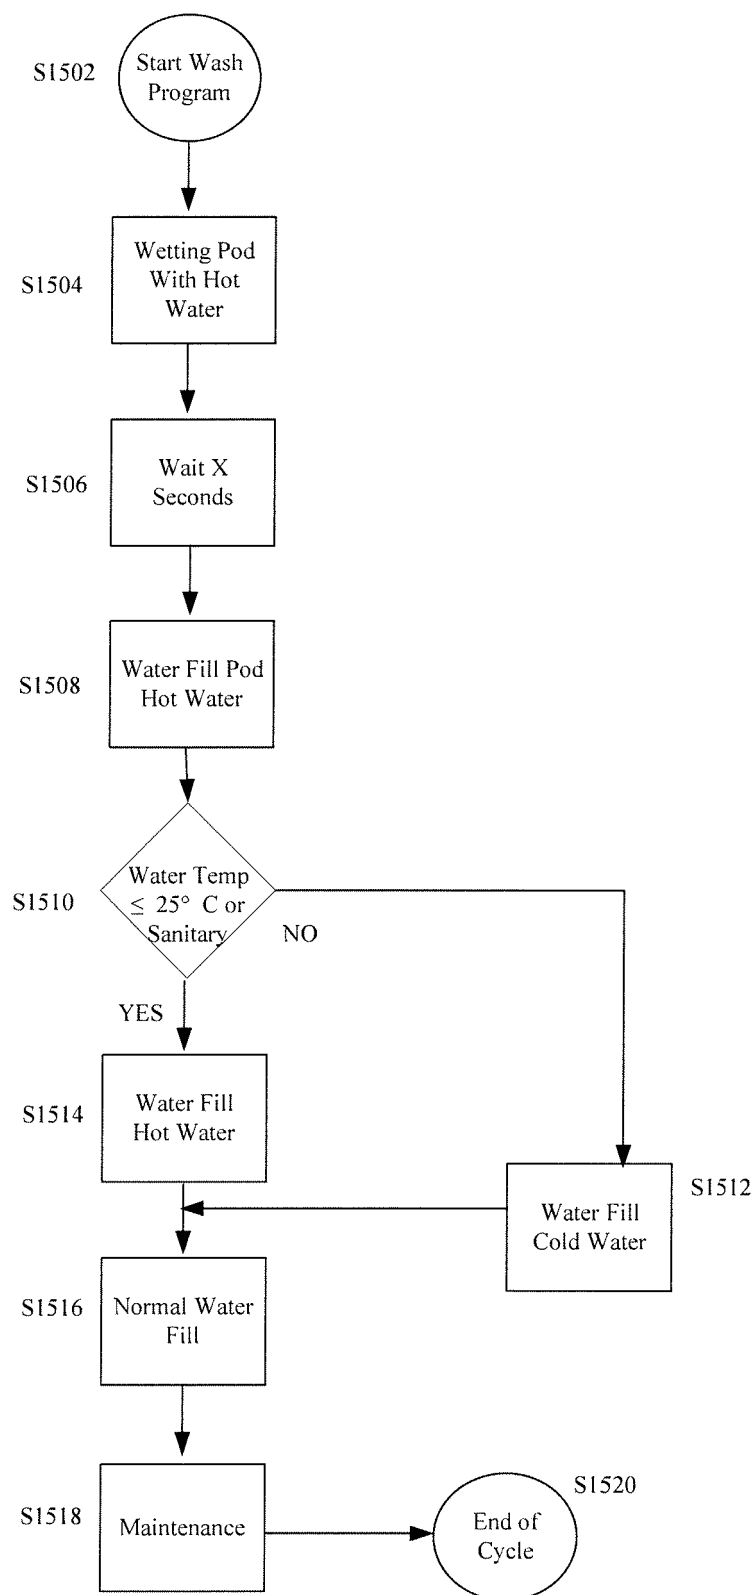 S1502
Start Wash
Program
S1504
Wetting Pod
With Hot
Water
S1506
Wait X
Seconds
S1508
Water Fill Pod
Hot Water
S1510
Water Temp
≤ 25° C or
Sanitary
NO
YES
S1514
Water Fill
Hot Water
S1512
Water Fill
Cold Water
S1516
Normal Water
Fill
S1518
Maintenance
S1520
End of
Cycle